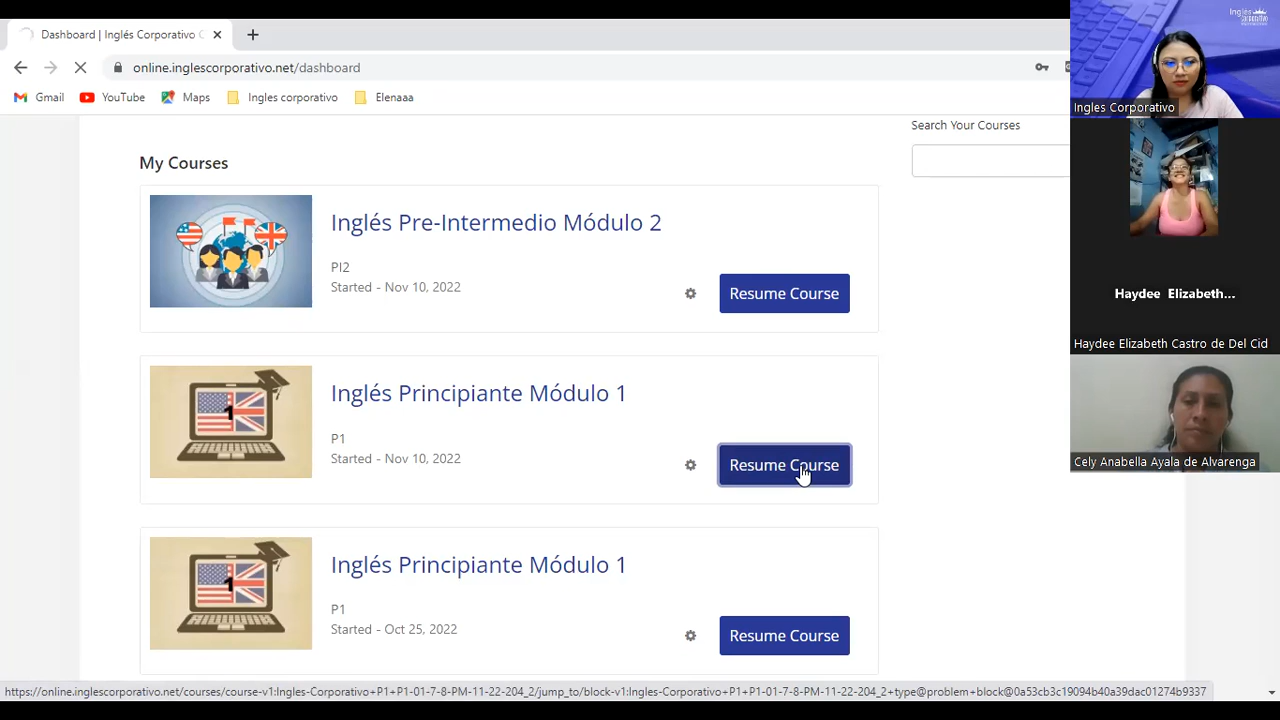 Dashboard | Inglés Corporativo
online.inglescorporativo.net/dashboard
Gmail
YouTube
Maps
Ingles corporativo
Elenaaa
Search Your Courses
My Courses
Inglés Pre-Intermedio Módulo 2
PI2
Started - Nov 10, 2022
Resume Course
Inglés Principiante Módulo 1
P1
Started - Nov 10, 2022
Resume Course
Inglés Principiante Módulo 1
P1
Started - Oct 25, 2022
Resume Course
https://online.inglescorporativo.net/courses/course-v1:Ingles-Corporativo+P1+P1-01-7-8-PM-11-22-204_2/jump_to/block-v1:Ingles-Corporativo+P1+P1-01-7-8-PM-11-22-204_2+type@problem+block@0a53cb3c19094b40a39dac01274b9337
Inglés
Corporativo
Ingles Corporativo
Haydee Elizabeth...
Haydee Elizabeth Castro de Del Cid
Cely Anabella Ayala de Alvarenga